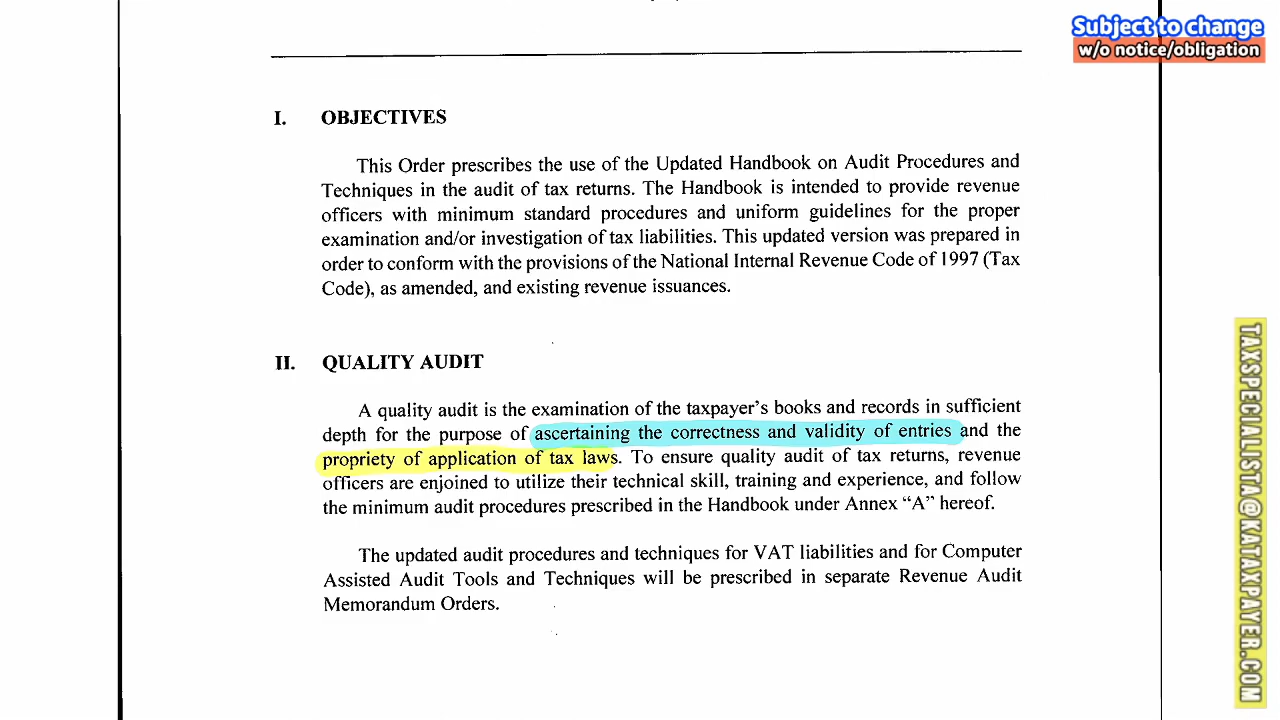 Subject to change
w/o notice/obligation
I. OBJECTIVES
This Order prescribes the use of the Updated Handbook on Audit Procedures and
Techniques in the audit of tax returns. The Handbook is intended to provide revenue
officers with minimum standard procedures and uniform guidelines for the proper
examination and/or investigation of tax liabilities. This updated version was prepared in
order to conform with the provisions of the National Internal Revenue Code of 1997 (Tax
Code), as amended, and existing revenue issuances.
II. QUALITY AUDIT
A quality audit is the examination of the taxpayer's books and records in sufficient
depth for the purpose of ascertaining the correctness and validity of entries and the
propriety of application of tax laws. To ensure quality audit of tax returns, revenue
officers are enjoined to utilize their technical skill, training and experience, and follow
the minimum audit procedures prescribed in the Handbook under Annex “A” hereof.
The updated audit procedures and techniques for VAT liabilities and for Computer
Assisted Audit Tools and Techniques will be prescribed in separate Revenue Audit
Memorandum Orders.
TAXSPECIALISTA@KATAXPAYER.COM